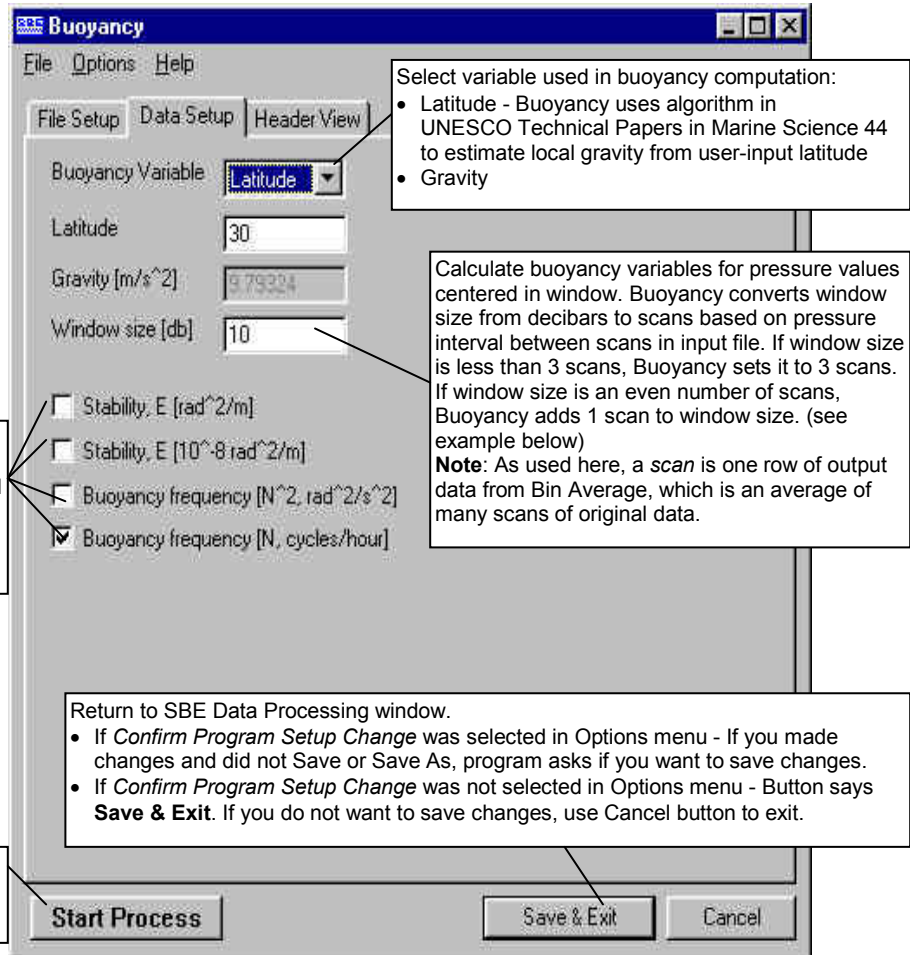 SBE Buoyancy
File Options Help
Select variable used in buoyancy computation:
• Latitude - Buoyancy uses algorithm in
UNESCO Technical Papers in Marine Science 44
to estimate local gravity from user-input latitude
• Gravity
File Setup Data Setup Header View
Buoyancy Variable Latitude
Latitude 30
Gravity [m/s^2] 9.79324
Window size [db] 10
Calculate buoyancy variables for pressure values
centered in window. Buoyancy converts window
size from decibars to scans based on pressure
interval between scans in input file. If window size
is less than 3 scans, Buoyancy sets it to 3 scans.
If window size is an even number of scans,
Buoyancy adds 1 scan to window size. (see
example below)
Note: As used here, a scan is one row of output
data from Bin Average, which is an average of
many scans of original data.
Stability, E [rad^2/m]
Stability, E [10^-8 rad^2/m]
Buoyancy frequency [N^2, rad^2/s^2]
Buoyancy frequency [N, cycles/hour]
Return to SBE Data Processing window.
• If Confirm Program Setup Change was selected in Options menu - If you made
changes and did not Save or Save As, program asks if you want to save changes.
• If Confirm Program Setup Change was not selected in Options menu - Button says
Save & Exit. If you do not want to save changes, use Cancel button to exit.
Start Process Save & Exit Cancel